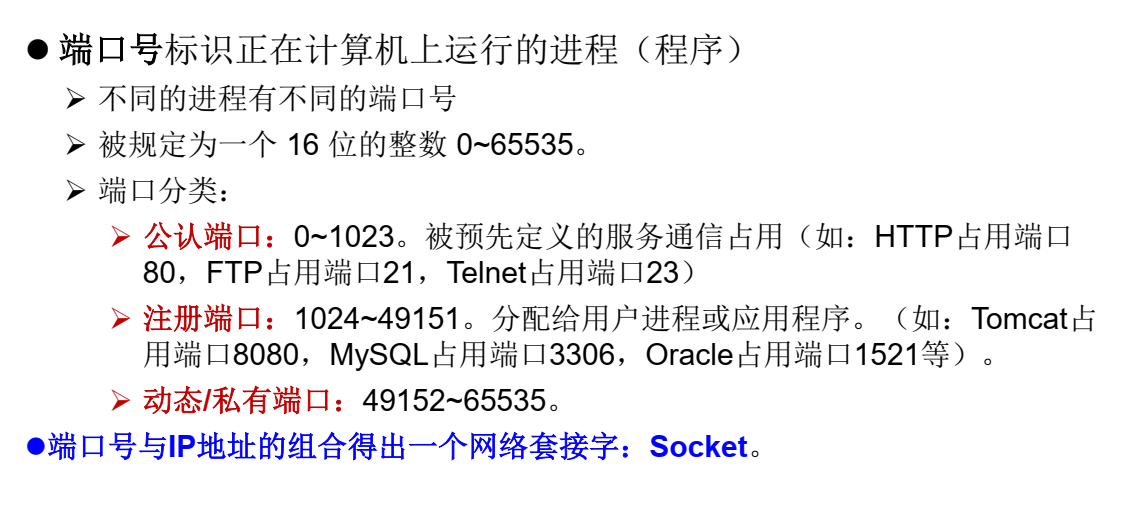 ● 端口号标识正在计算机上运行的进程（程序）
➢ 不同的进程有不同的端口号
➢ 被规定为一个 16 位的整数 0~65535。
➢ 端口分类：
➢ 公认端口：0~1023。被预先定义的服务通信占用（如：HTTP占用端口
80，FTP占用端口21，Telnet占用端口23）
➢ 注册端口：1024~49151。分配给用户进程或应用程序。（如：Tomcat占
用端口8080，MySQL占用端口3306，Oracle占用端口1521等）。
➢ 动态/私有端口：49152~65535。
●端口号与IP地址的组合得出一个网络套接字：Socket。